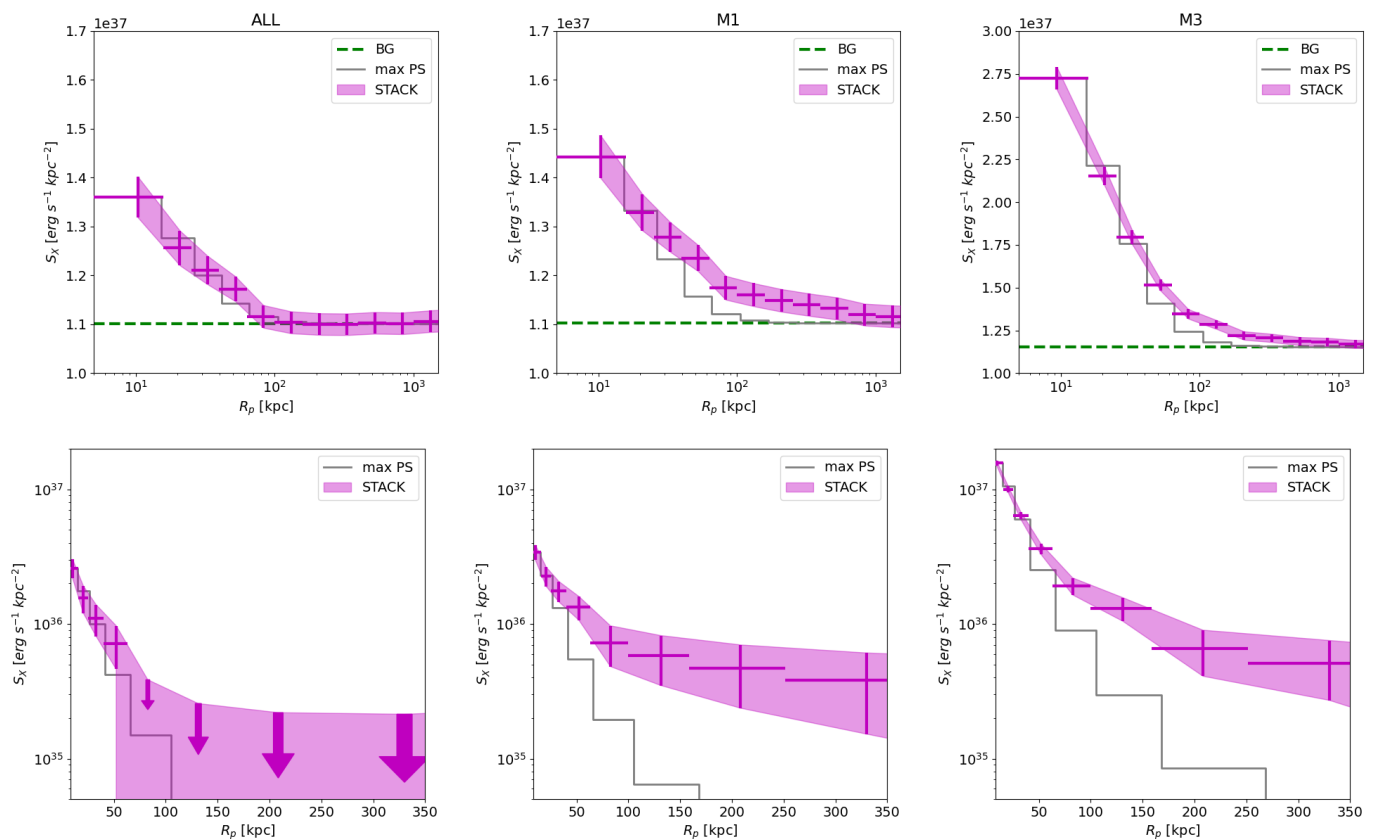 ALL
1e37
1.7
1.6
1.5
1.4
1.3
1.2
1.1
1.0
S_X [erg s^−1 kpc^−2]
BG
max PS
STACK
10^1
10^2
10^3
R_p [kpc]
M1
1e37
1.7
1.6
1.5
1.4
1.3
1.2
1.1
1.0
S_X [erg s^−1 kpc^−2]
BG
max PS
STACK
10^1
10^2
10^3
R_p [kpc]
M3
1e37
3.00
2.75
2.50
2.25
2.00
1.75
1.50
1.25
1.00
S_X [erg s^−1 kpc^−2]
BG
max PS
STACK
10^1
10^2
10^3
R_p [kpc]
10^37
10^36
10^35
S_X [erg s^−1 kpc^−2]
max PS
STACK
50
100
150
200
250
300
350
R_p [kpc]
10^37
10^36
10^35
S_X [erg s^−1 kpc^−2]
max PS
STACK
50
100
150
200
250
300
350
R_p [kpc]
10^37
10^36
10^35
S_X [erg s^−1 kpc^−2]
max PS
STACK
50
100
150
200
250
300
350
R_p [kpc]